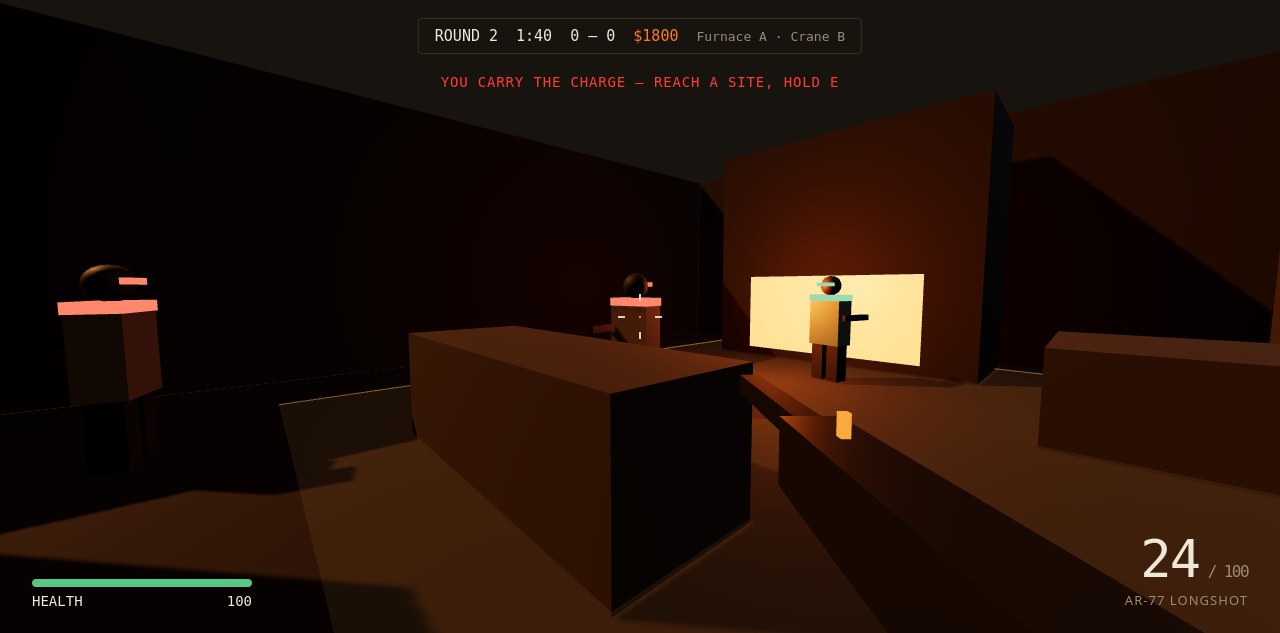 ROUND 2 1:40 0 — 0 $1800 Furnace A · Crane B
YOU CARRY THE CHARGE — REACH A SITE, HOLD E
24 / 100
HEALTH 100
AR-77 LONGSHOT